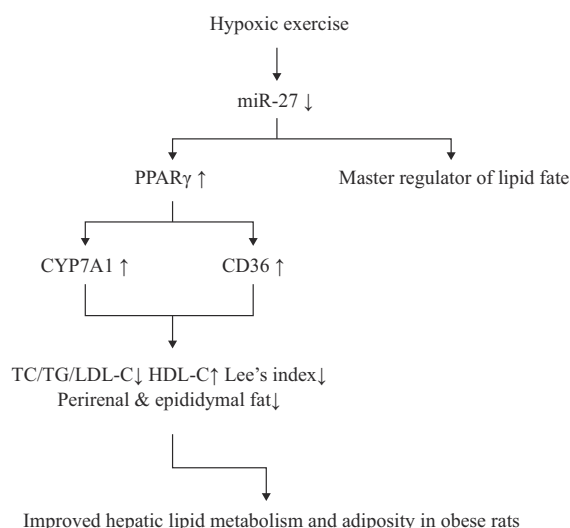 Hypoxic exercise
miR-27 ↓
PPARγ ↑
Master regulator of lipid fate
CYP7A1 ↑
CD36 ↑
TC/TG/LDL-C↓ HDL-C↑ Lee's index↓
Perirenal & epididymal fat↓
Improved hepatic lipid metabolism and adiposity in obese rats